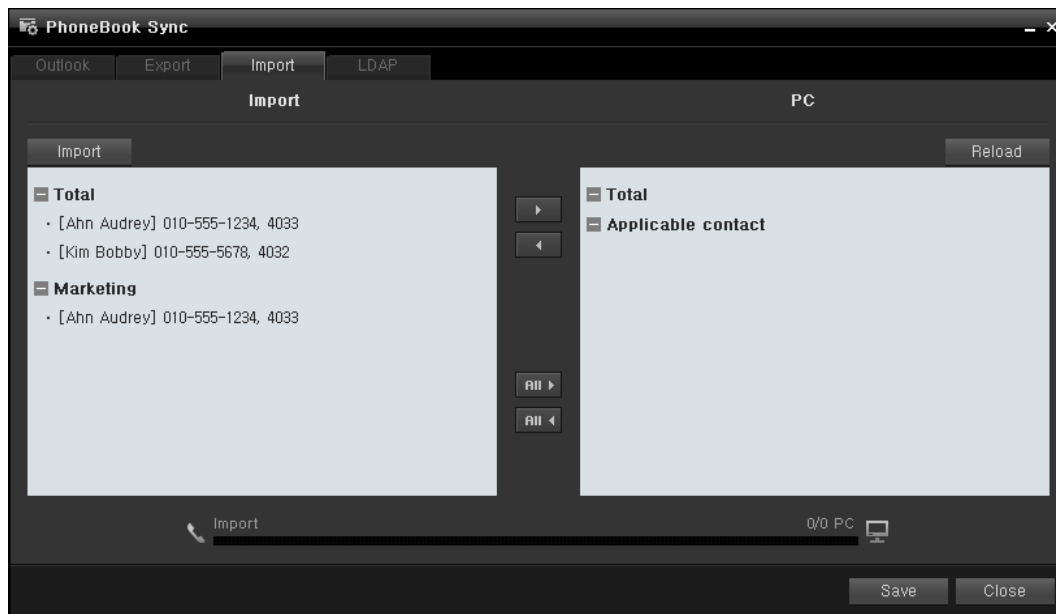 PhoneBook Sync
Outlook Export Import LDAP
Import PC
Import Reload
Total
· [Ahn Audrey] 010-555-1234, 4033
· [Kim Bobby] 010-555-5678, 4032
Marketing
· [Ahn Audrey] 010-555-1234, 4033
All
All
Total
Applicable contact
Import 0/0 PC
Save Close